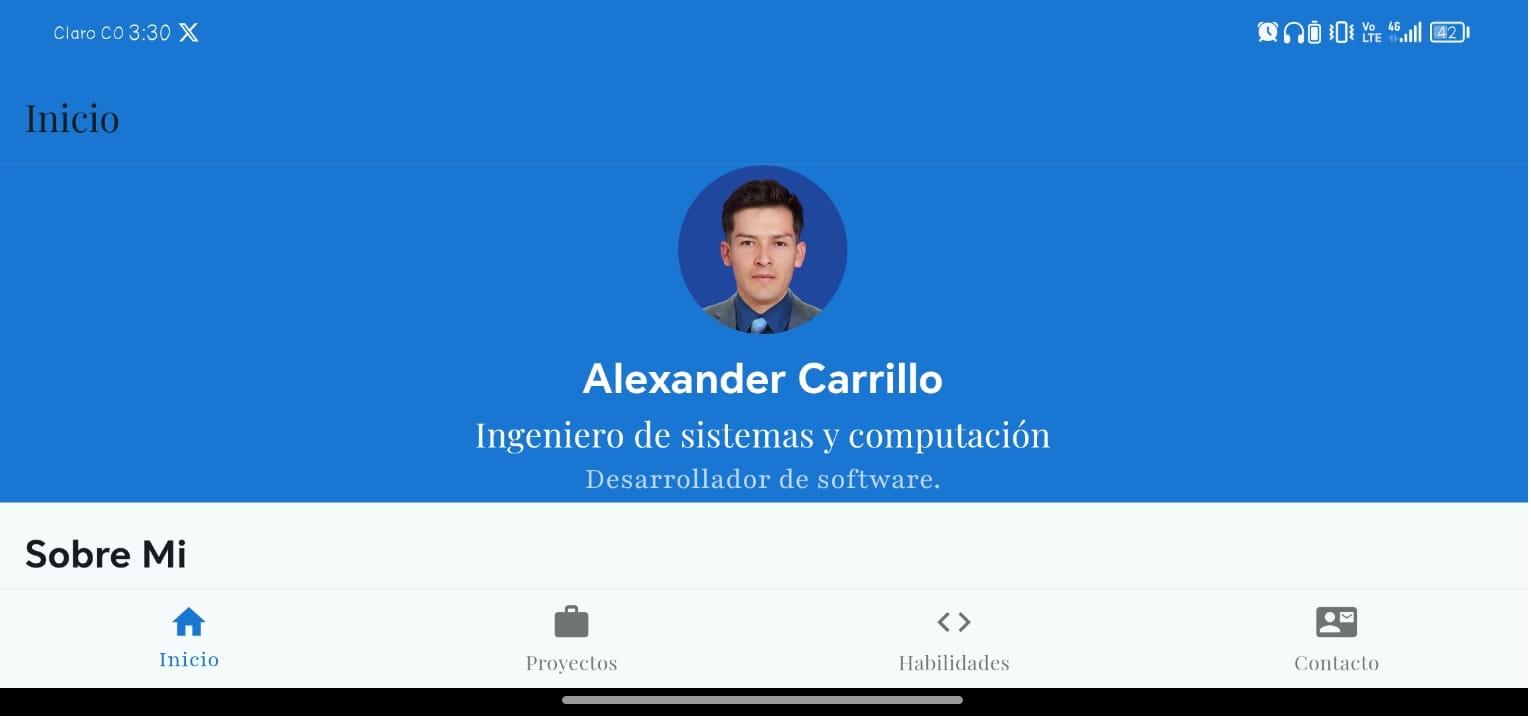 Claro CO 3:30
Vo LTE 4G 42
Inicio
Alexander Carrillo
Ingeniero de sistemas y computación
Desarrollador de software.
Sobre Mi
Inicio Proyectos Habilidades Contacto